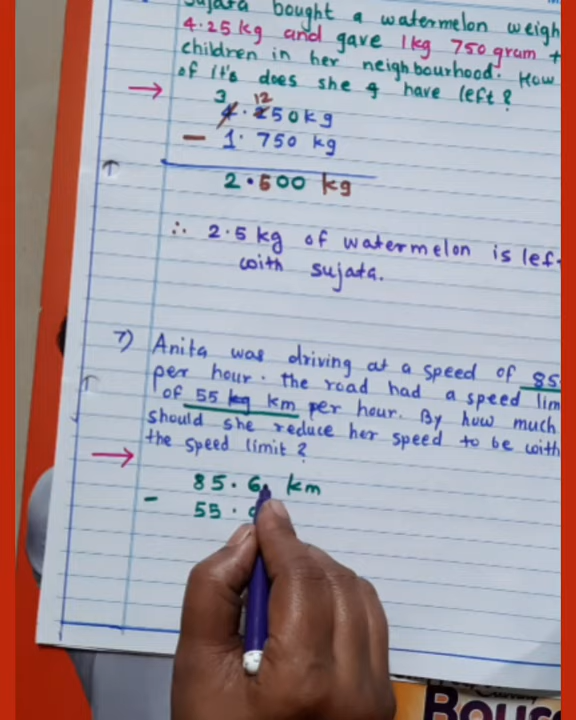 Sujata bought a watermelon weigh
4.25 kg and gave 1kg 750 gram
children in her neighbourhood. How
of it's does she have left?
3 12
4.250 kg
- 1.750 kg
2.500 kg
∴ 2.5 kg of watermelon is lef
with sujata.
7) Anita was driving at a speed of 85
per hour. the road had a speed lim
of 55 km per hour. By how much
should she reduce her speed to be with
the speed limit?
85.6 km
- 55.